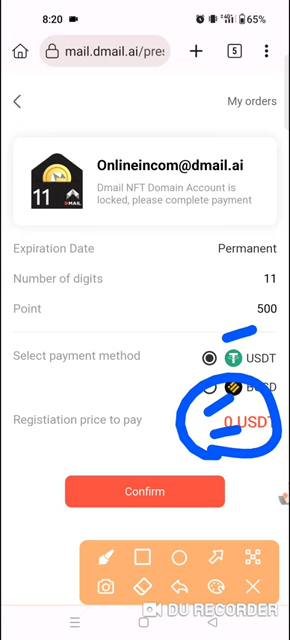 8:20
65%
mail.dmail.ai/pres
5
My orders
Onlineincom@dmail.ai
Dmail NFT Domain Account is
locked, please complete payment
11
DMAIL
Expiration Date Permanent
Number of digits 11
Point 500
Select payment method USDT
BUSD
Registiation price to pay 0 USDT
Confirm
DU RECORDER